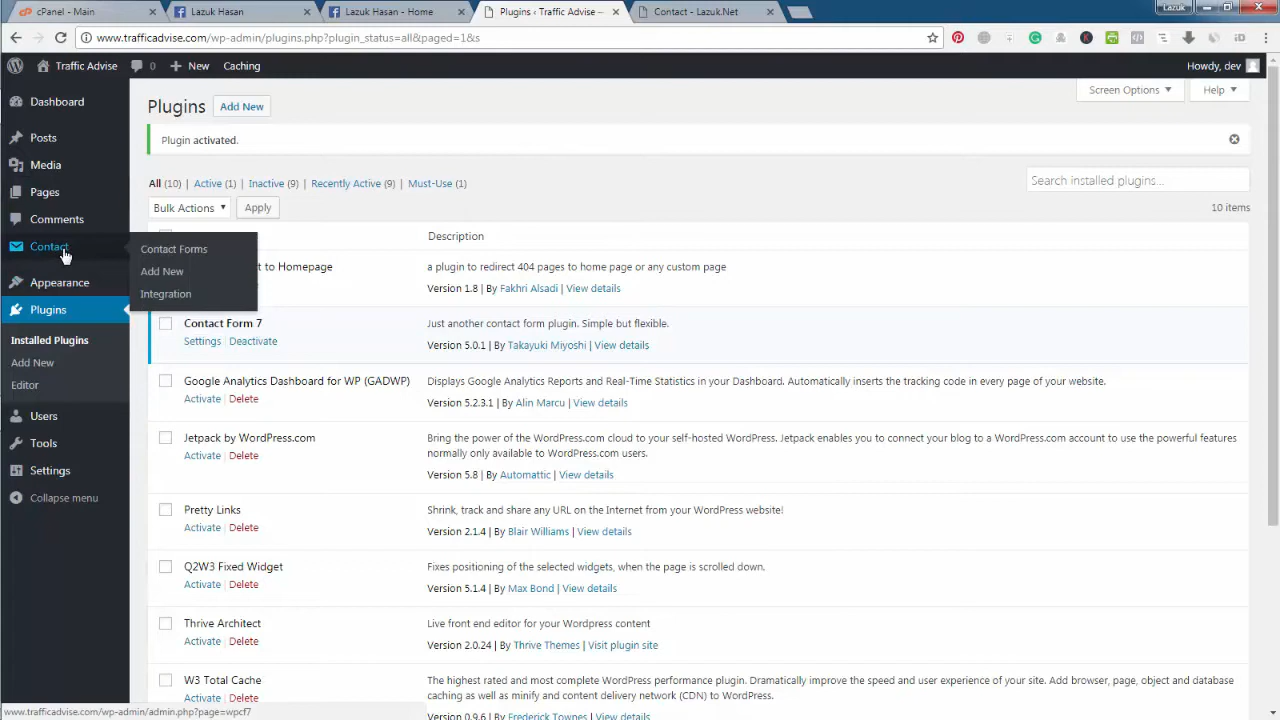 cPanel - Main
Lazuk Hasan
Lazuk Hasan - Home
Plugins ‹ Traffic Advise —
Contact - Lazuk.Net
Lazuk
www.trafficadvise.com/wp-admin/plugins.php?plugin_status=all&paged=1&s
Traffic Advise
0
New
Caching
Howdy, dev
Dashboard
Posts
Media
Pages
Comments
Contact
Contact Forms
Add New
Integration
Appearance
Plugins
Installed Plugins
Add New
Editor
Users
Tools
Settings
Collapse menu
Screen Options
Help
Plugins
Add New
Plugin activated.
All (10) | Active (1) | Inactive (9) | Recently Active (9) | Must-Use (1)
Search installed plugins...
Bulk Actions
Apply
10 items
Description
t to Homepage
a plugin to redirect 404 pages to home page or any custom page
Version 1.8 | By Fakhri Alsadi | View details
Contact Form 7
Settings | Deactivate
Just another contact form plugin. Simple but flexible.
Version 5.0.1 | By Takayuki Miyoshi | View details
Google Analytics Dashboard for WP (GADWP)
Activate | Delete
Displays Google Analytics Reports and Real-Time Statistics in your Dashboard. Automatically inserts the tracking code in every page of your website.
Version 5.2.3.1 | By Alin Marcu | View details
Jetpack by WordPress.com
Activate | Delete
Bring the power of the WordPress.com cloud to your self-hosted WordPress. Jetpack enables you to connect your blog to a WordPress.com account to use the powerful features
normally only available to WordPress.com users.
Version 5.8 | By Automattic | View details
Pretty Links
Activate | Delete
Shrink, track and share any URL on the Internet from your WordPress website!
Version 2.1.4 | By Blair Williams | View details
Q2W3 Fixed Widget
Activate | Delete
Fixes positioning of the selected widgets, when the page is scrolled down.
Version 5.1.4 | By Max Bond | View details
Thrive Architect
Activate | Delete
Live front end editor for your Wordpress content
Version 2.0.24 | By Thrive Themes | Visit plugin site
W3 Total Cache
Activate | Delete
The highest rated and most complete WordPress performance plugin. Dramatically improve the speed and user experience of your site. Add browser, page, object and database
caching as well as minify and content delivery network (CDN) to WordPress.
Version 0.9.6 | By Frederick Townes | View details
www.trafficadvise.com/wp-admin/admin.php?page=wpcf7